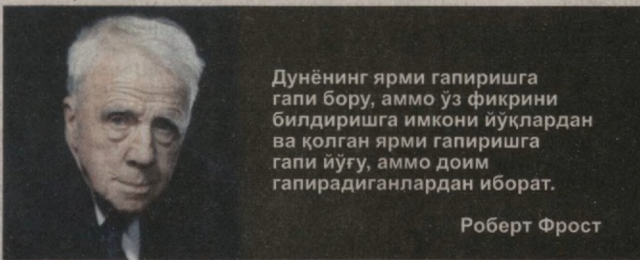 Дунёнинг ярми гапиришга
гапи бору, аммо ўз фикрини
билдиришга имкони йўқлардан
ва қолган ярми гапиришга
гапи йўғу, аммо доим
гапирадиганлардан иборат.
Роберт Фрост